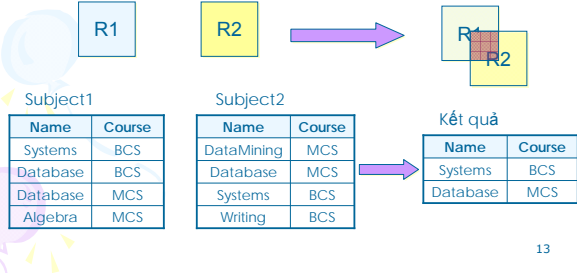 R1
R2
R1
R2
Subject1
Name Course
Systems BCS
Database BCS
Database MCS
Algebra MCS
Subject2
Name Course
DataMining MCS
Database MCS
Systems BCS
Writing BCS
Kết quả
Name Course
Systems BCS
Database MCS
13